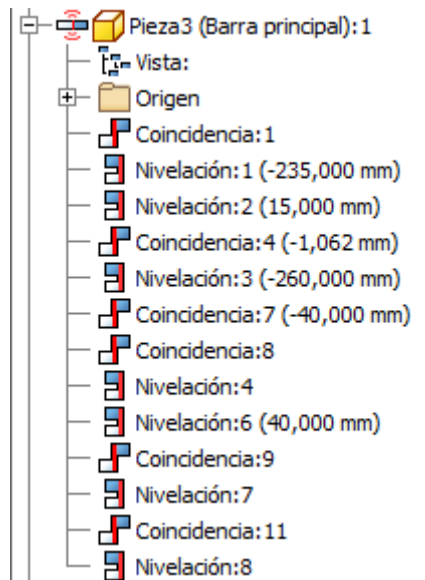 Pieza3 (Barra principal):1
Vista:
Origen
Coincidencia:1
Nivelación:1 (-235,000 mm)
Nivelación:2 (15,000 mm)
Coincidencia:4 (-1,062 mm)
Nivelación:3 (-260,000 mm)
Coincidencia:7 (-40,000 mm)
Coincidencia:8
Nivelación:4
Nivelación:6 (40,000 mm)
Coincidencia:9
Nivelación:7
Coincidencia:11
Nivelación:8